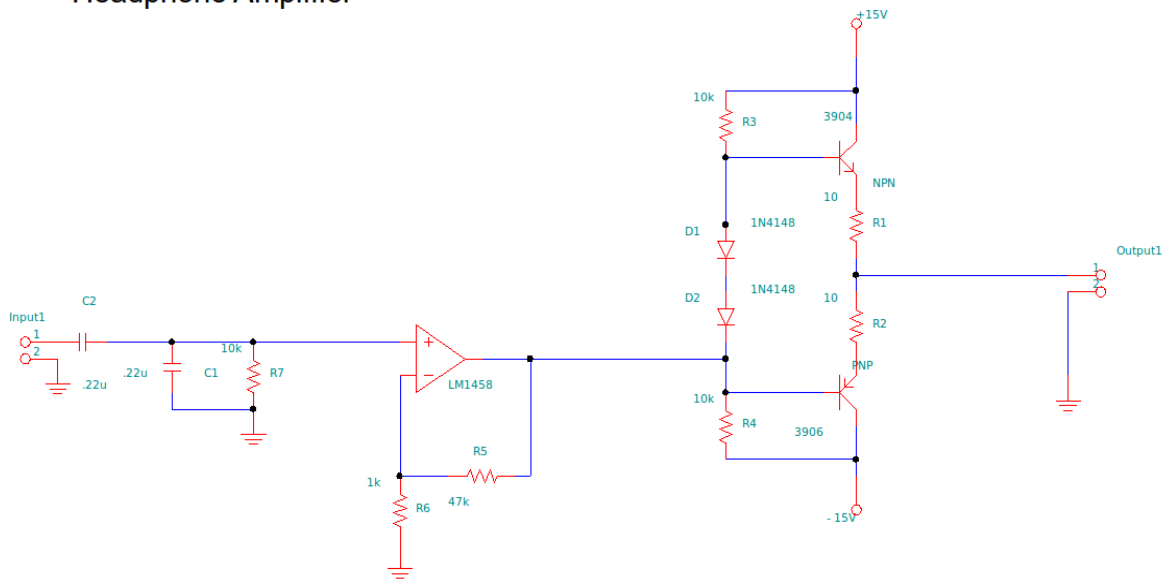 Headphone Amplifier
+15V
10k
R3
3904
NPN
10
R1
D1
1N4148
Output1
1
2
D2
1N4148
10
R2
C2
Input1
1
2
.22u
.22u
C1
10k
R7
+
−
LM1458
PNP
10k
R4
3906
R5
1k
47k
R6
- 15V